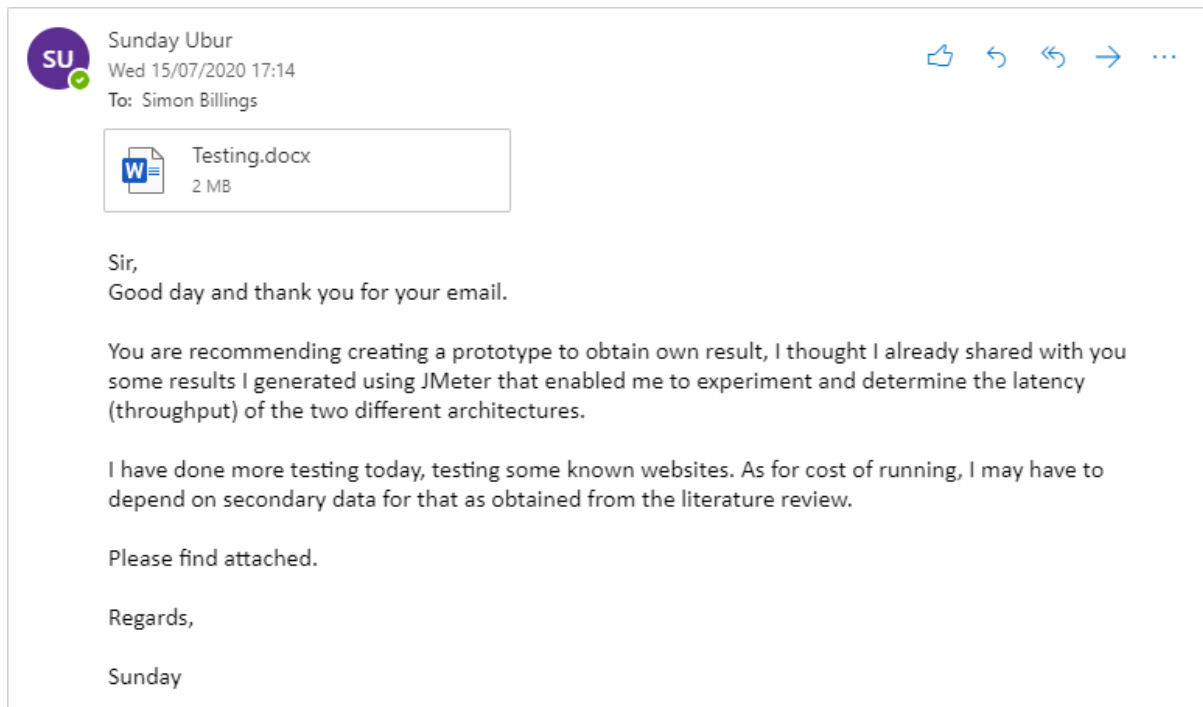 SU
Sunday Ubur
Wed 15/07/2020 17:14
To: Simon Billings
W
Testing.docx
2 MB
Sir,
Good day and thank you for your email.
You are recommending creating a prototype to obtain own result, I thought I already shared with you
some results I generated using JMeter that enabled me to experiment and determine the latency
(throughput) of the two different architectures.
I have done more testing today, testing some known websites. As for cost of running, I may have to
depend on secondary data for that as obtained from the literature review.
Please find attached.
Regards,
Sunday